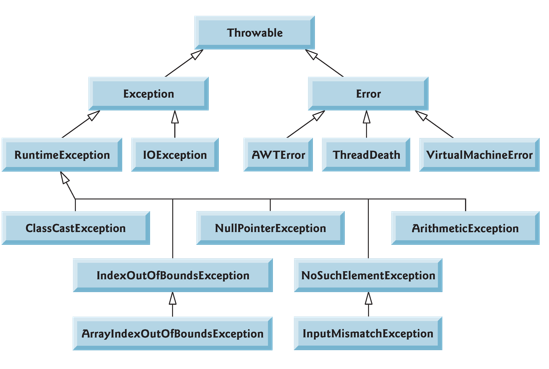 Throwable
Exception
Error
RuntimeException
IOException
AWTError
ThreadDeath
VirtualMachineError
ClassCastException
NullPointerException
ArithmeticException
IndexOutOfBoundsException
NoSuchElementException
ArrayIndexOutOfBoundsException
InputMismatchException